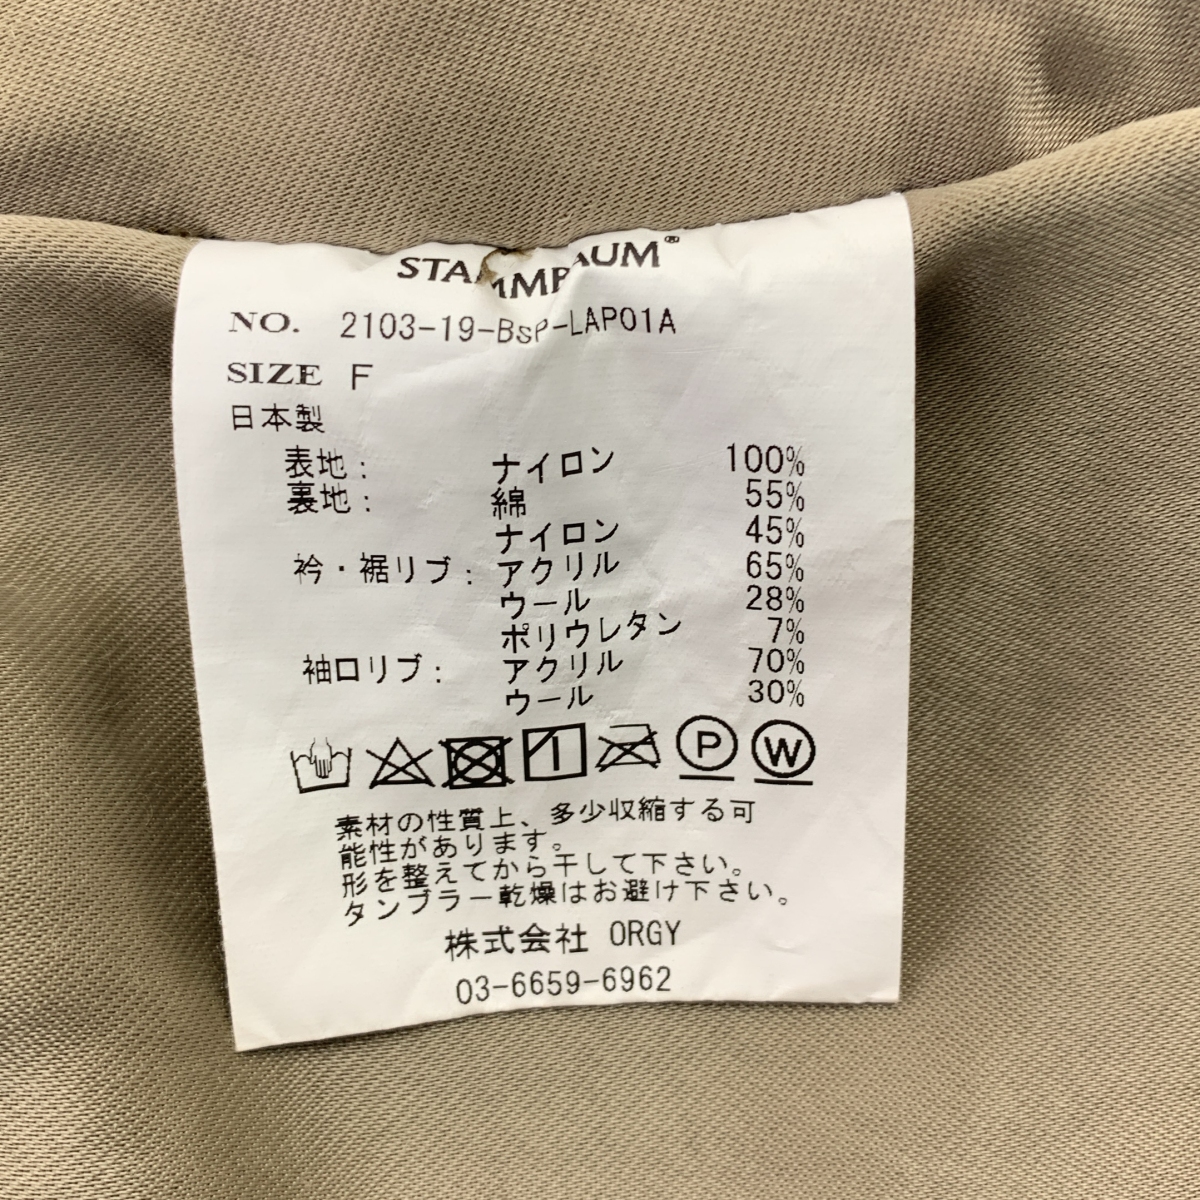 STAMMBAUM®
NO. 2103-19-BsP-LAP01A
SIZE F
日本製
表地: ナイロン 100%
裏地: 綿 55%
ナイロン 45%
衿・裾リブ: アクリル 65%
ウール 28%
ポリウレタン 7%
袖口リブ: アクリル 70%
ウール 30%
P W
素材の性質上、多少収縮する可
能性があります。
形を整えてから干して下さい。
タンブラー乾燥はお避け下さい。
株式会社 ORGY
03-6659-6962